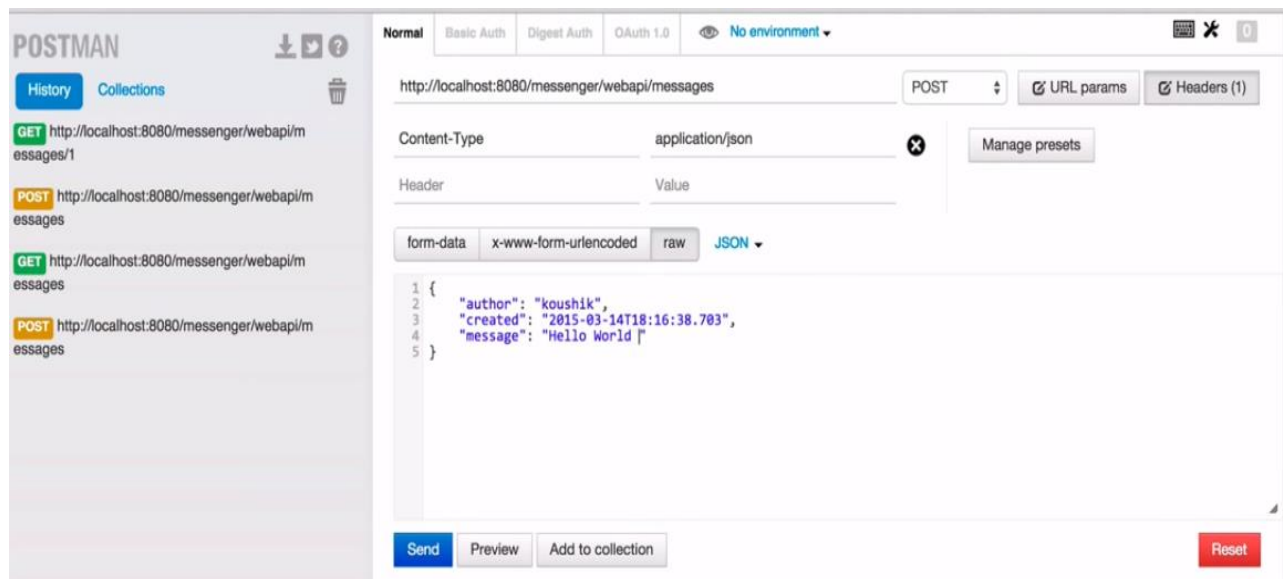 POSTMAN
History Collections
GET http://localhost:8080/messenger/webapi/m
essages/1
POST http://localhost:8080/messenger/webapi/m
essages
GET http://localhost:8080/messenger/webapi/m
essages
POST http://localhost:8080/messenger/webapi/m
essages
Normal Basic Auth Digest Auth OAuth 1.0 No environment
0
http://localhost:8080/messenger/webapi/messages POST URL params Headers (1)
Content-Type application/json Manage presets
Header Value
form-data x-www-form-urlencoded raw JSON
1 {
2 "author": "koushik",
3 "created": "2015-03-14T18:16:38.703",
4 "message": "Hello World "
5 }
Send Preview Add to collection Reset